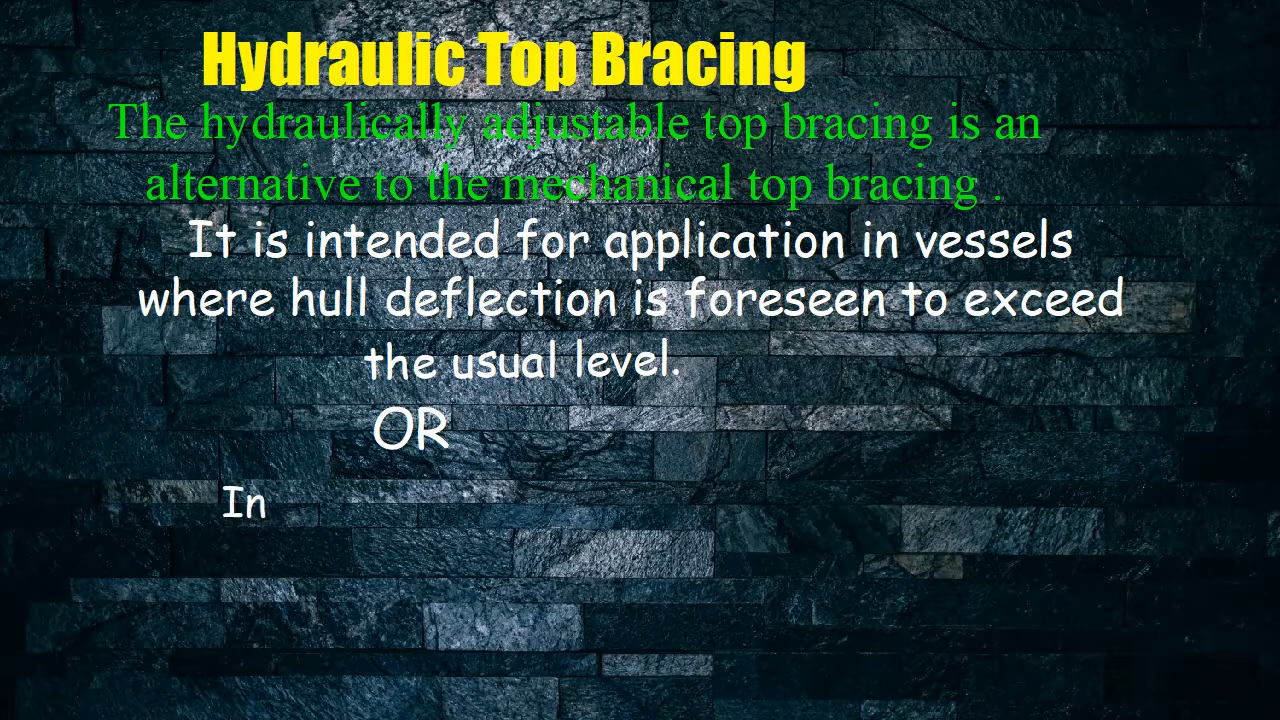 Hydraulic Top Bracing
The hydraulically adjustable top bracing is an
alternative to the mechanical top bracing .
It is intended for application in vessels
where hull deflection is foreseen to exceed
the usual level.
OR
In